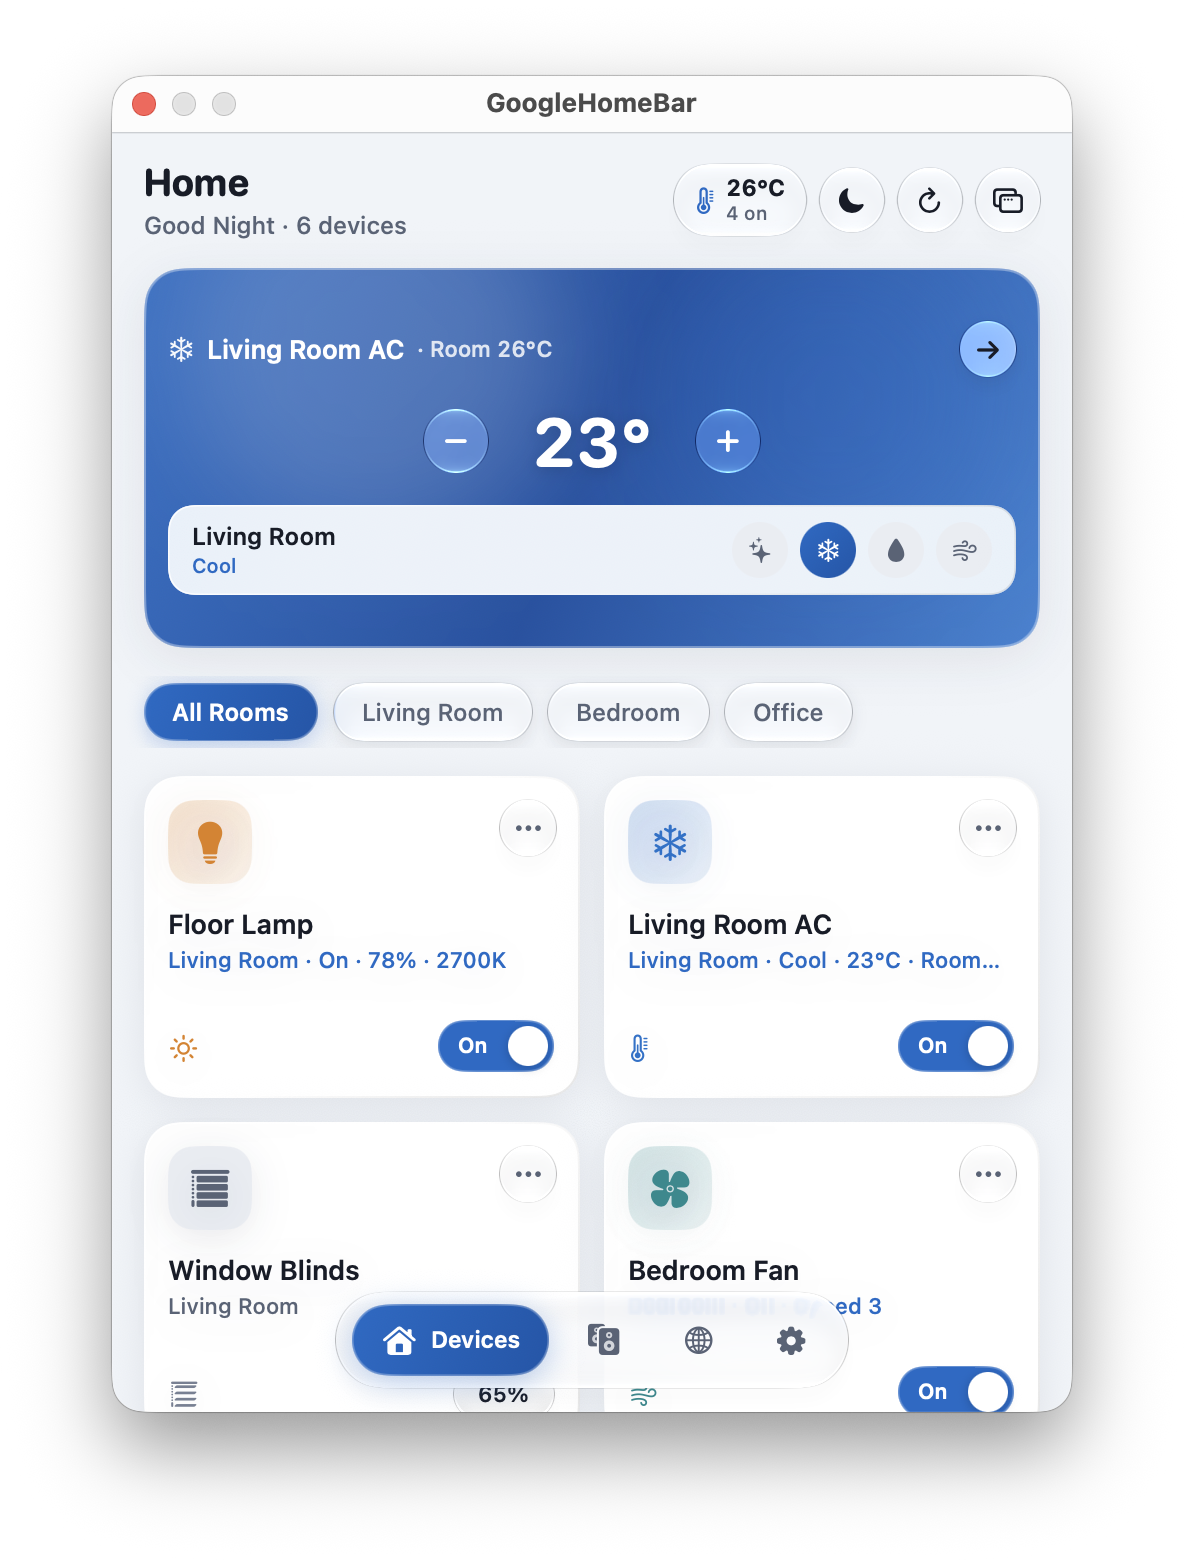 GoogleHomeBar
Home
Good Night · 6 devices
26°C
4 on
Living Room AC · Room 26°C
23°
Living Room
Cool
All Rooms
Living Room
Bedroom
Office
Floor Lamp
Living Room · On · 78% · 2700K
On
Living Room AC
Living Room · Cool · 23°C · Room...
On
Window Blinds
Living Room
65%
Bedroom Fan
3
On
Devices